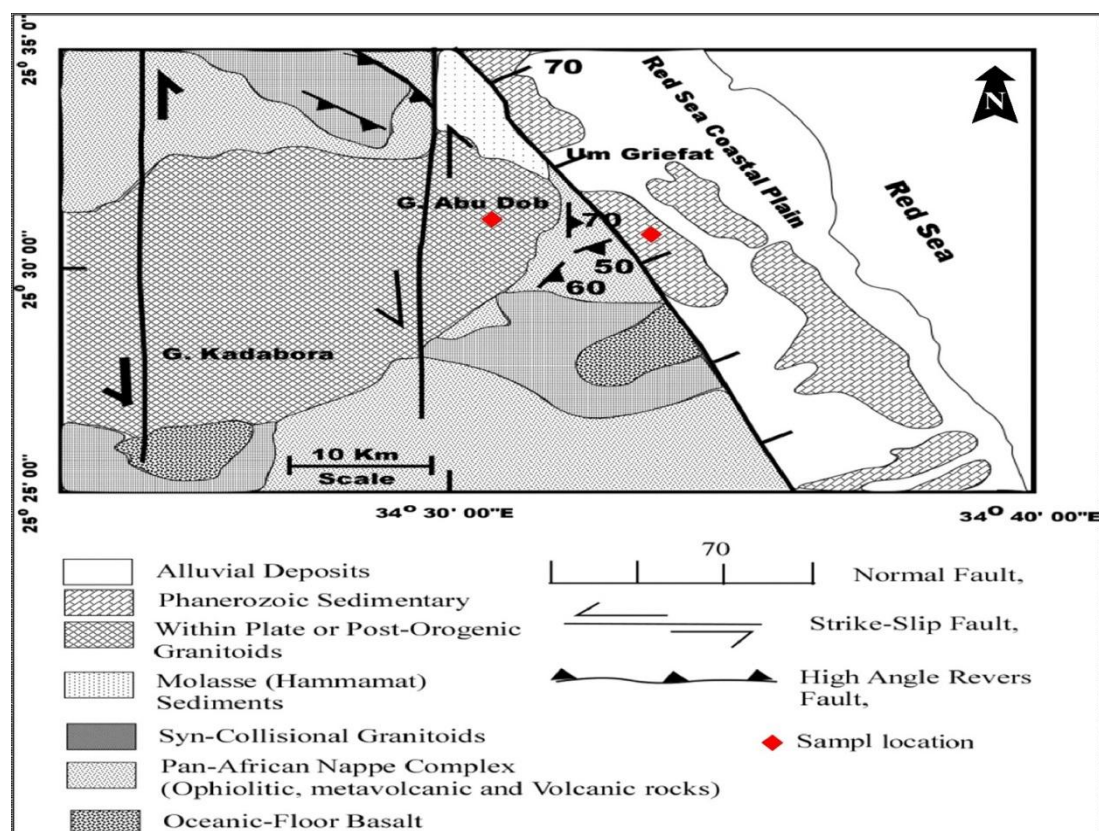 25° 35' 0"
70
Red Sea Coastal Plain
N
Um Griefat
Red Sea
G. Abu Dob
70
25° 30' 00"
50
60
G. Kadabora
10 Km
Scale
25° 25' 00"
34° 30' 00"E
34° 40' 00"E
Alluvial Deposits
Phanerozoic Sedimentary
Within Plate or Post-Orogenic
Granitoids
Molasse (Hammamat)
Sediments
Syn-Collisional Granitoids
Pan-African Nappe Complex
(Ophiolitic, metavolcanic and Volcanic rocks)
Oceanic-Floor Basalt
70
Normal Fault,
Strike-Slip Fault,
High Angle Revers
Fault,
Sampl location